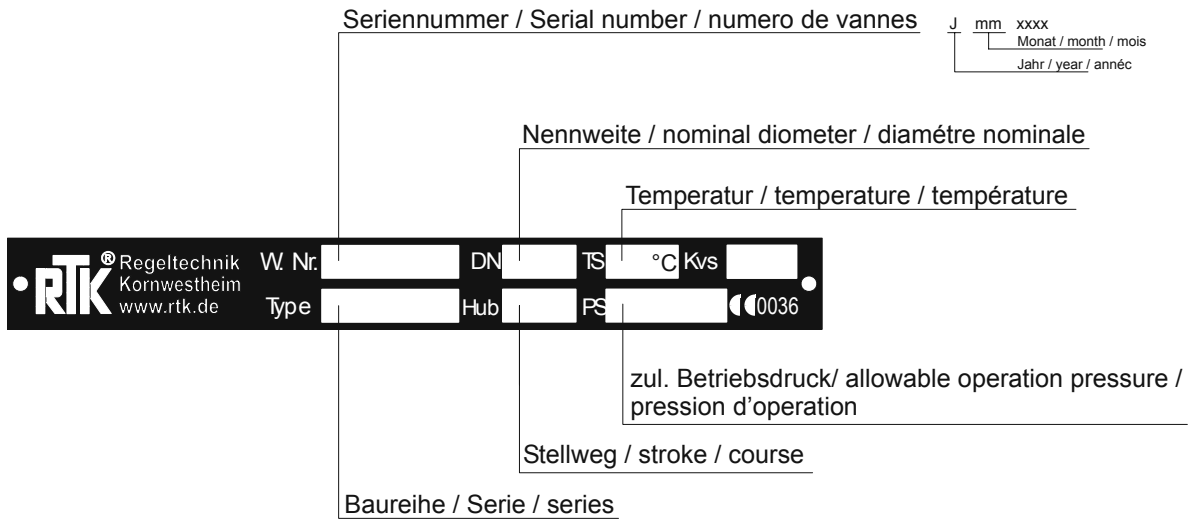 Seriennummer / Serial number / numero de vannes
J mm xxxx
Monat / month / mois
Jahr / year / annéc
Nennweite / nominal diometer / diamétre nominale
Temperatur / temperature / température
RTK ® Regeltechnik
Kornwestheim
www.rtk.de
W. Nr. DN TS °C Kvs
Type Hub PS CE0036
zul. Betriebsdruck/ allowable operation pressure /
pression d'operation
Stellweg / stroke / course
Baureihe / Serie / series